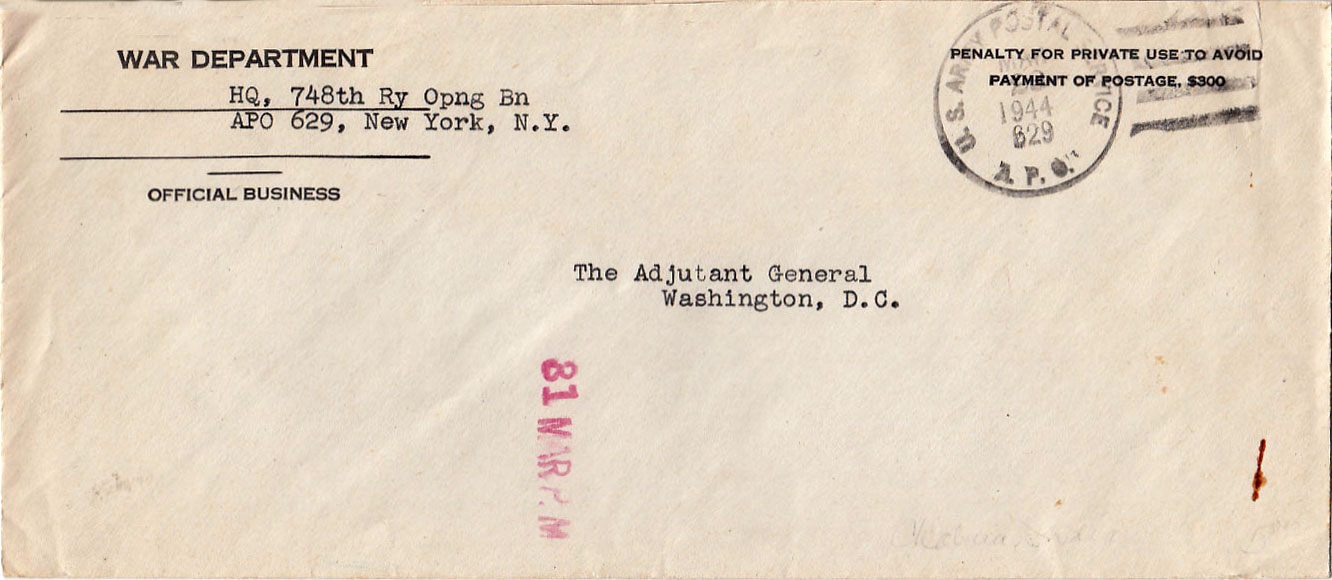 WAR DEPARTMENT
HQ, 748th Ry Opng Bn
APO 629, New York, N.Y.
OFFICIAL BUSINESS
U.S. ARMY POSTAL SERVICE
MAR
1944
629
A.P.O.
PENALTY FOR PRIVATE USE TO AVOID
PAYMENT OF POSTAGE, $300
The Adjutant General
Washington, D.C.
31 MAR P M